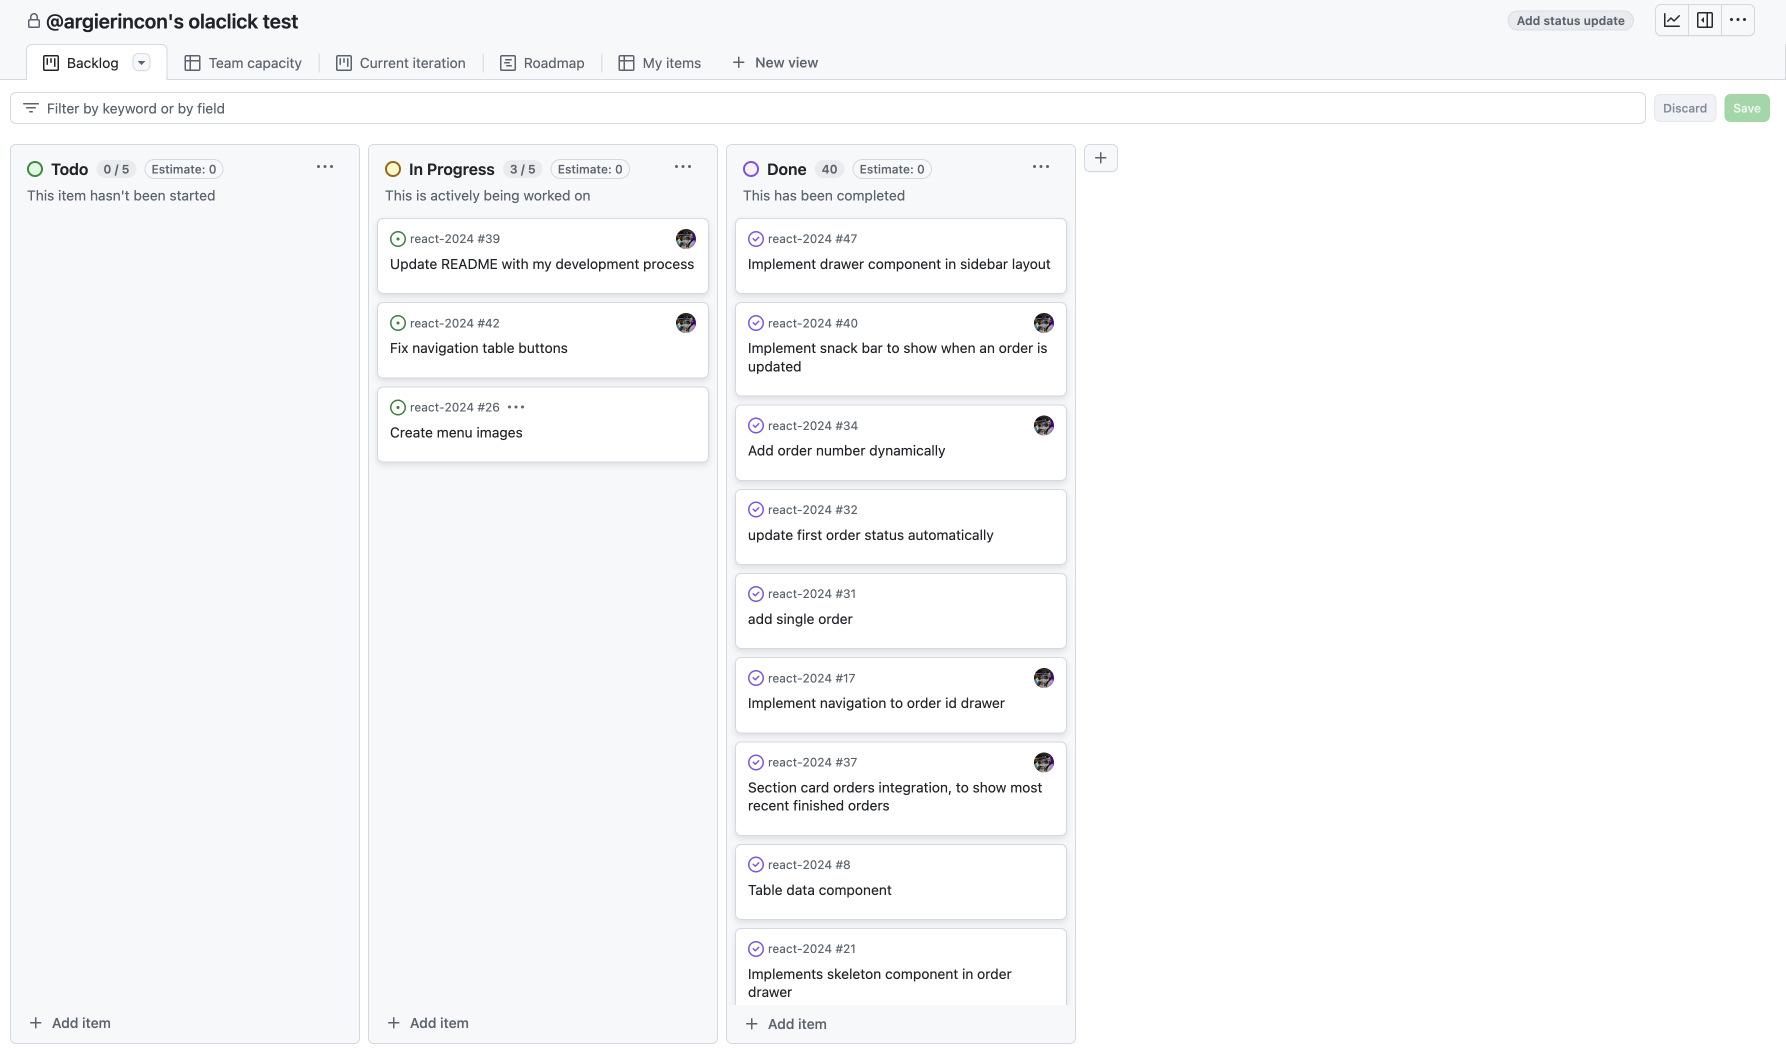 @argierincon's olaclick test
Add status update
Backlog
Team capacity
Current iteration
Roadmap
My items
New view
Filter by keyword or by field
Discard
Save
Todo 0 / 5 Estimate: 0
This item hasn't been started
Add item
In Progress 3 / 5 Estimate: 0
This is actively being worked on
react-2024 #39
Update README with my development process
react-2024 #42
Fix navigation table buttons
react-2024 #26
Create menu images
Add item
Done 40 Estimate: 0
This has been completed
react-2024 #47
Implement drawer component in sidebar layout
react-2024 #40
Implement snack bar to show when an order is
updated
react-2024 #34
Add order number dynamically
react-2024 #32
update first order status automatically
react-2024 #31
add single order
react-2024 #17
Implement navigation to order id drawer
react-2024 #37
Section card orders integration, to show most
recent finished orders
react-2024 #8
Table data component
react-2024 #21
Implements skeleton component in order
drawer
Add item